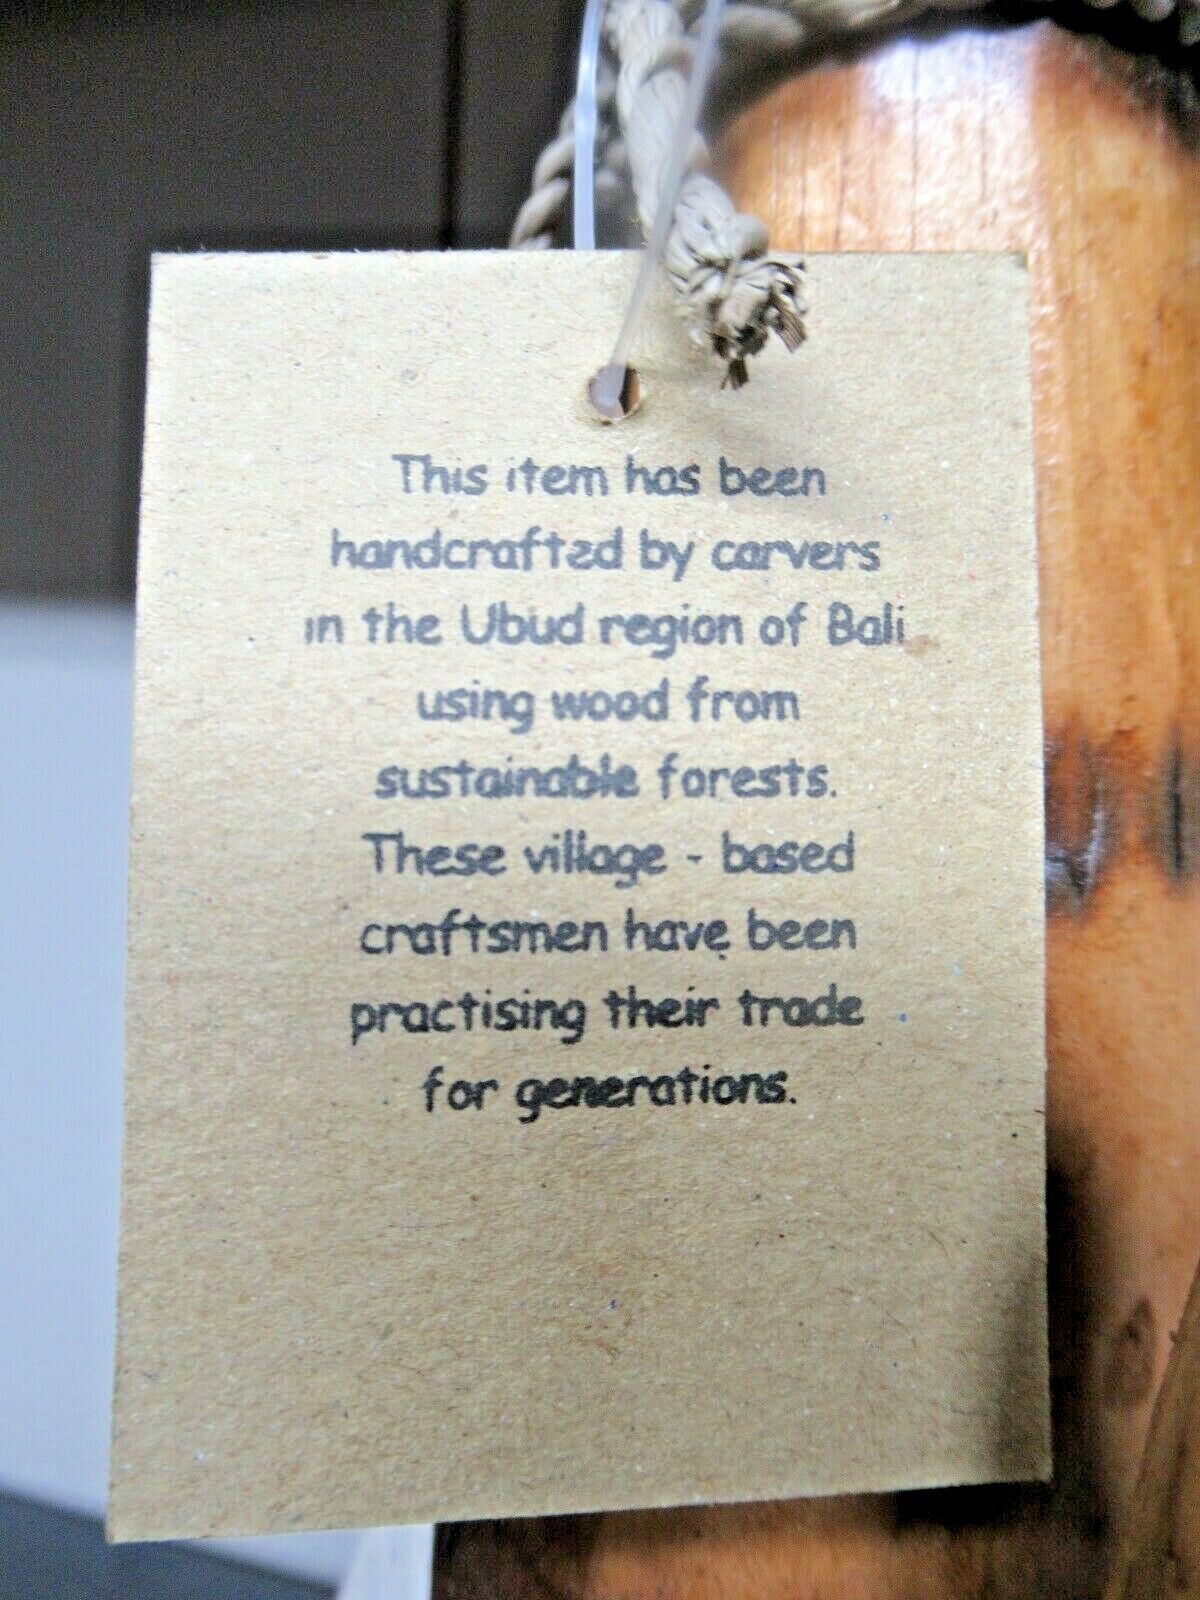 This item has been
handcrafted by carvers
in the Ubud region of Bali
using wood from
sustainable forests.
These village - based
craftsmen have been
practising their trade
for generations.